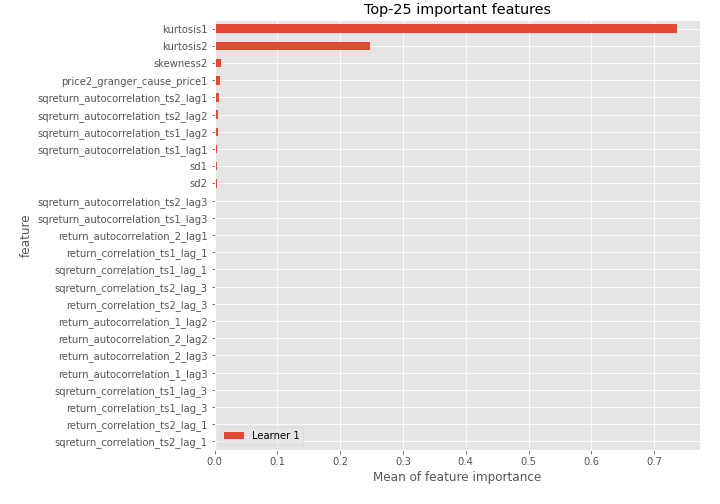 Top-25 important features
kurtosis1
kurtosis2
skewness2
price2_granger_cause_price1
sqreturn_autocorrelation_ts2_lag1
sqreturn_autocorrelation_ts2_lag2
sqreturn_autocorrelation_ts1_lag2
sqreturn_autocorrelation_ts1_lag1
sd1
sd2
sqreturn_autocorrelation_ts2_lag3
sqreturn_autocorrelation_ts1_lag3
return_autocorrelation_2_lag1
return_correlation_ts1_lag_1
sqreturn_correlation_ts1_lag_1
sqreturn_correlation_ts2_lag_3
return_correlation_ts2_lag_3
return_autocorrelation_1_lag2
return_autocorrelation_2_lag2
return_autocorrelation_2_lag3
return_autocorrelation_1_lag3
sqreturn_correlation_ts1_lag_3
return_correlation_ts1_lag_3
return_correlation_ts2_lag_1
sqreturn_correlation_ts2_lag_1
feature
Learner 1
0.0 0.1 0.2 0.3 0.4 0.5 0.6 0.7
Mean of feature importance